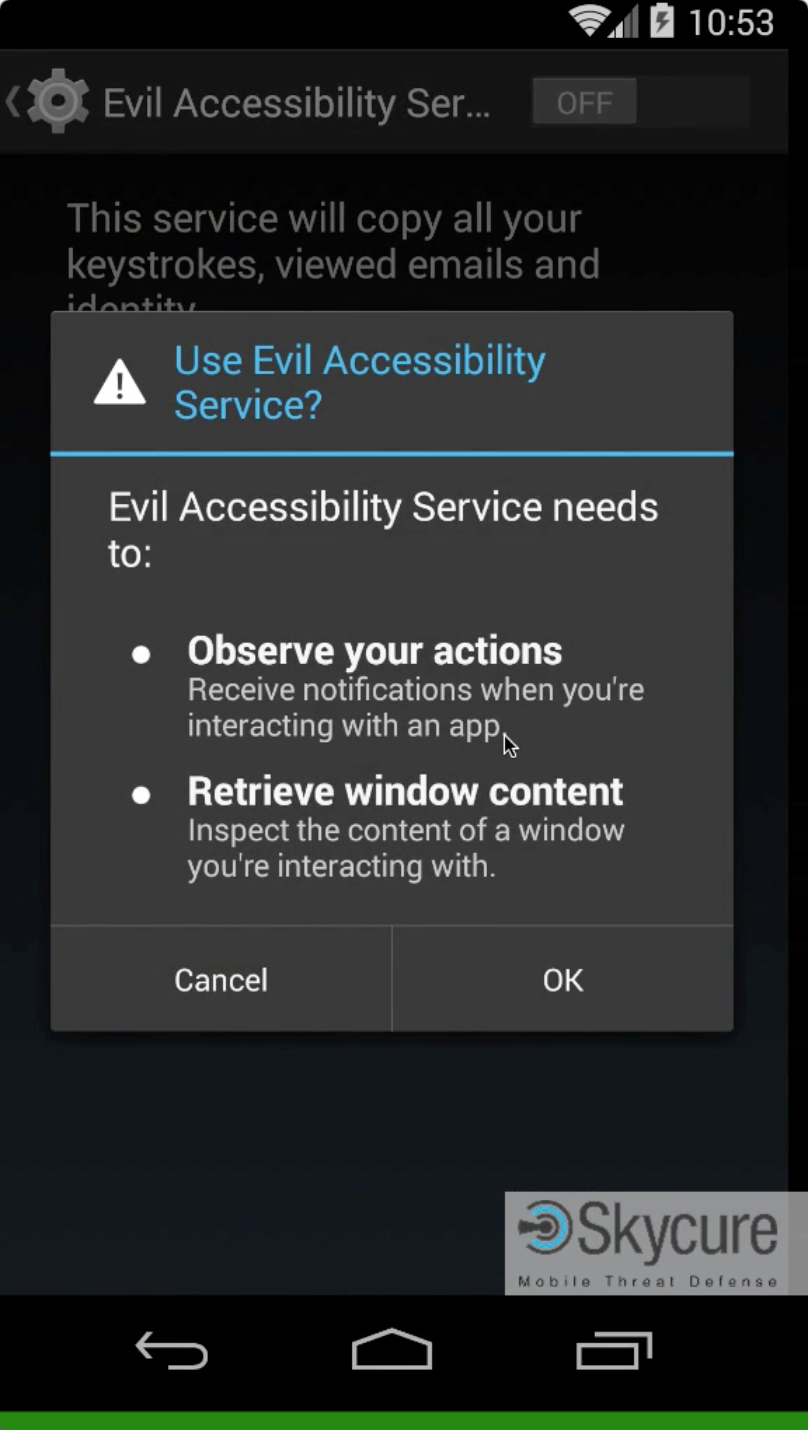 10:53
Evil Accessibility Ser...
OFF
This service will copy all your
keystrokes, viewed emails and
identity
Use Evil Accessibility
Service?
Evil Accessibility Service needs
to:
Observe your actions
Receive notifications when you're
interacting with an app.
Retrieve window content
Inspect the content of a window
you're interacting with.
Cancel
OK
Skycure
Mobile Threat Defense